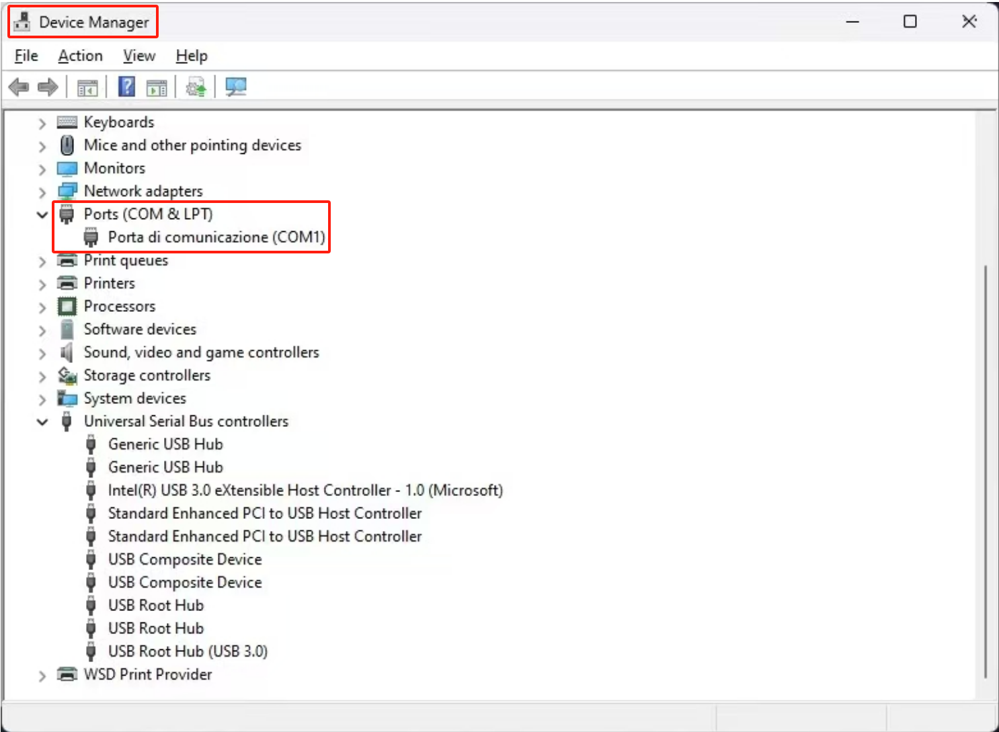 Device Manager
File Action View Help
Keyboards
Mice and other pointing devices
Monitors
Network adapters
Ports (COM & LPT)
Porta di comunicazione (COM1)
Print queues
Printers
Processors
Software devices
Sound, video and game controllers
Storage controllers
System devices
Universal Serial Bus controllers
Generic USB Hub
Generic USB Hub
Intel(R) USB 3.0 eXtensible Host Controller - 1.0 (Microsoft)
Standard Enhanced PCI to USB Host Controller
Standard Enhanced PCI to USB Host Controller
USB Composite Device
USB Composite Device
USB Root Hub
USB Root Hub
USB Root Hub (USB 3.0)
WSD Print Provider